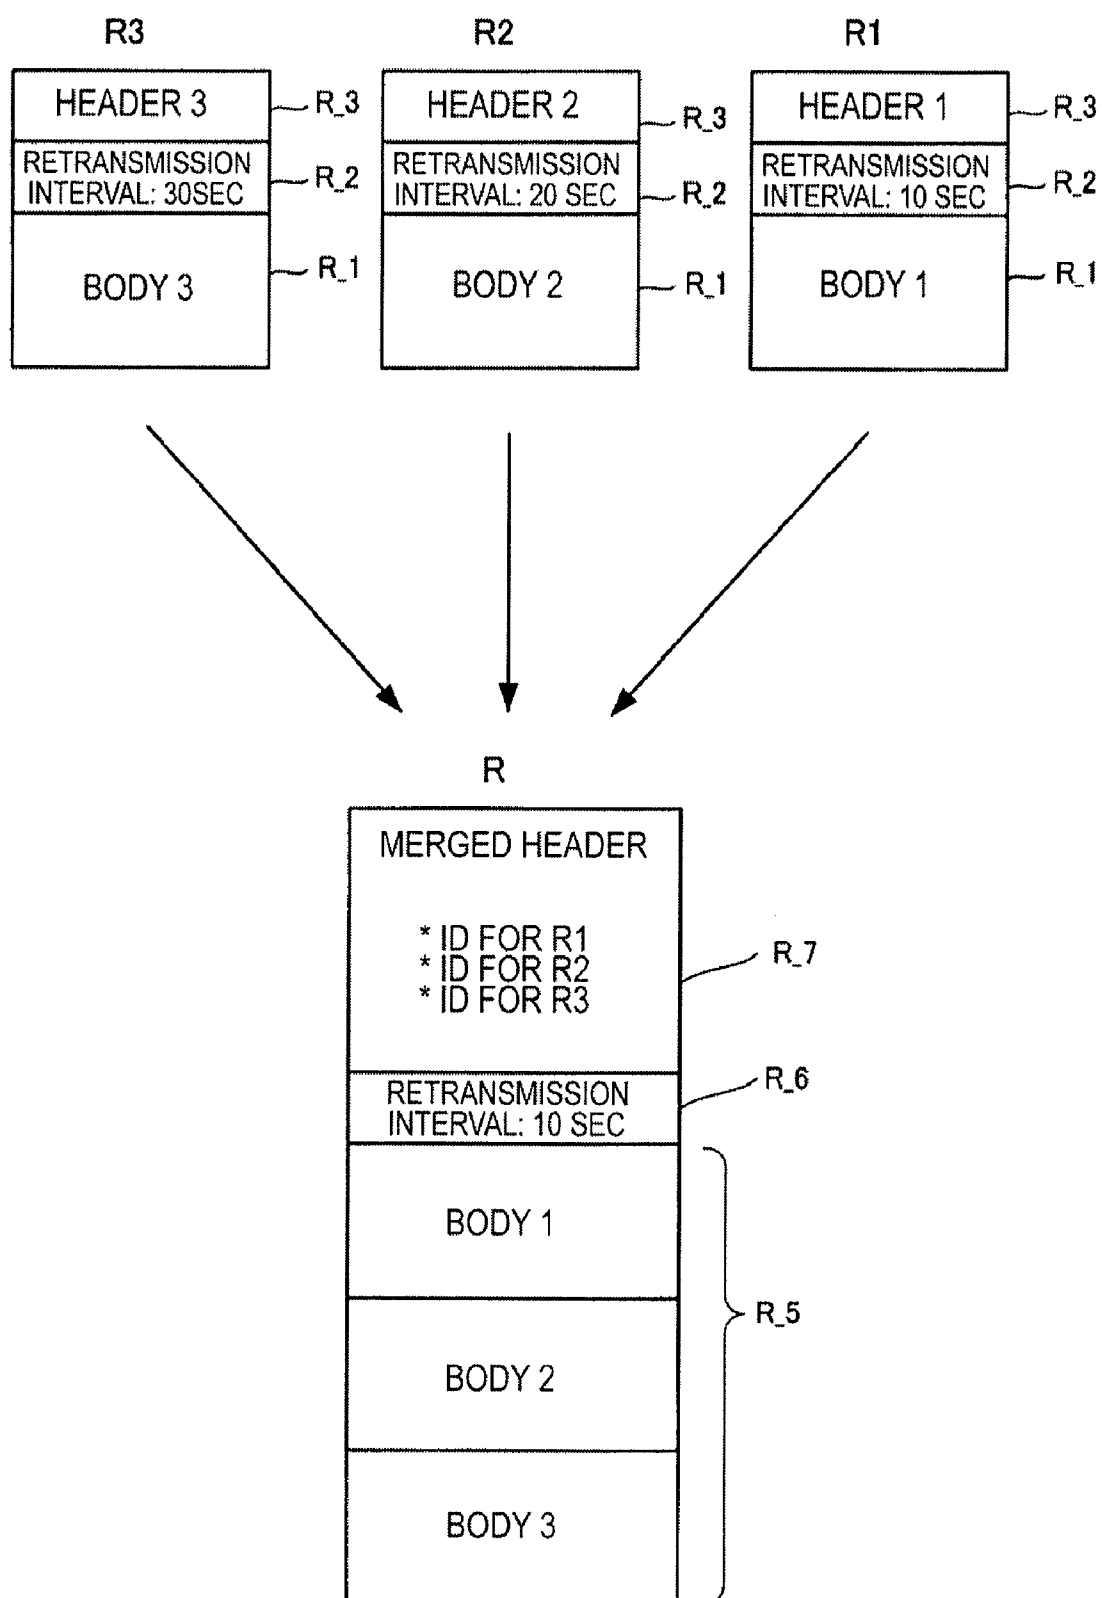 R3
R2
R1
HEADER 3
R_3
RETRANSMISSION
INTERVAL: 30SEC
R_2
BODY 3
R_1
HEADER 2
R_3
RETRANSMISSION
INTERVAL: 20 SEC
R_2
BODY 2
R_1
HEADER 1
R_3
RETRANSMISSION
INTERVAL: 10 SEC
R_2
BODY 1
R_1
R
MERGED HEADER
* ID FOR R1
* ID FOR R2
* ID FOR R3
R_7
RETRANSMISSION
INTERVAL: 10 SEC
R_6
BODY 1
BODY 2
BODY 3
R_5